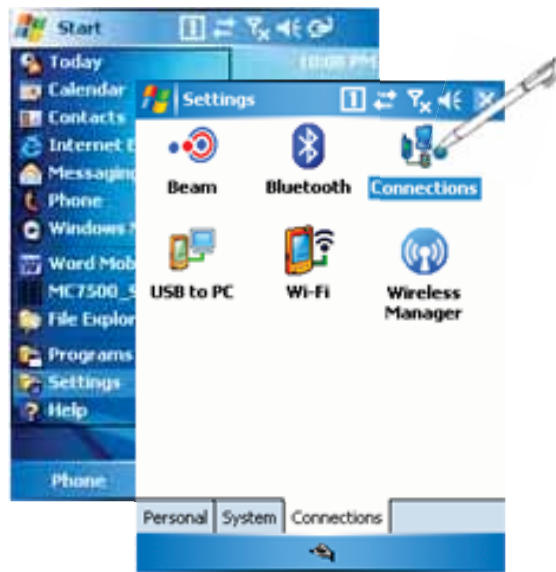 Start
Today
Calendar
Contacts
Internet
Messaging
Phone
Windows
Word Mob
MC7500_S
File Explor
Programs
Settings
Help
Phone
Settings
Beam
Bluetooth
Connections
USB to PC
Wi-Fi
Wireless
Manager
Personal
System
Connections